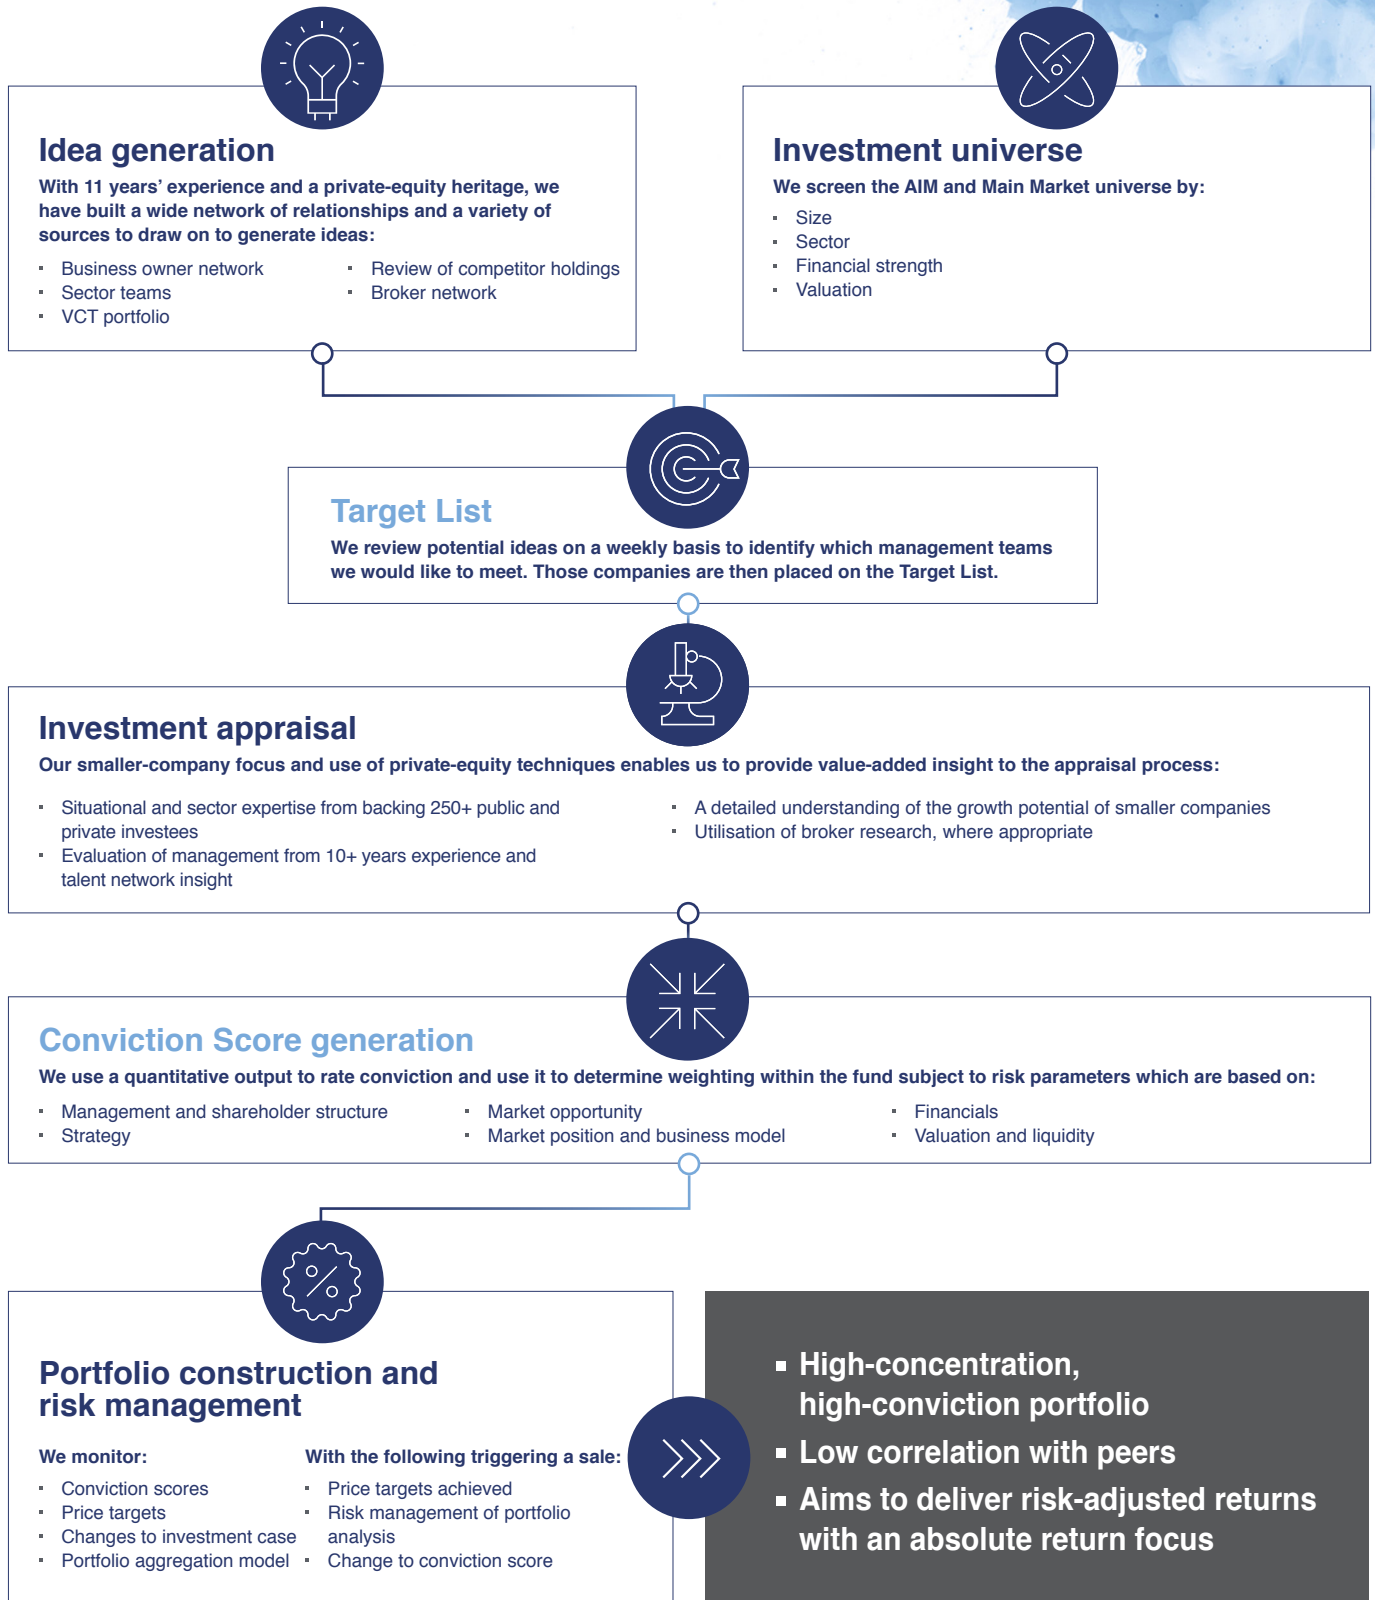 Idea generation
With 11 years’ experience and a private-equity heritage, we
have built a wide network of relationships and a variety of
sources to draw on to generate ideas:
▪ Business owner network
▪ Sector teams
▪ VCT portfolio
▪ Review of competitor holdings
▪ Broker network
Investment universe
We screen the AIM and Main Market universe by:
▪ Size
▪ Sector
▪ Financial strength
▪ Valuation
Target List
We review potential ideas on a weekly basis to identify which management teams
we would like to meet. Those companies are then placed on the Target List.
Investment appraisal
Our smaller-company focus and use of private-equity techniques enables us to provide value-added insight to the appraisal process:
▪ Situational and sector expertise from backing 250+ public and
private investees
▪ Evaluation of management from 10+ years experience and
talent network insight
▪ A detailed understanding of the growth potential of smaller companies
▪ Utilisation of broker research, where appropriate
Conviction Score generation
We use a quantitative output to rate conviction and use it to determine weighting within the fund subject to risk parameters which are based on:
▪ Management and shareholder structure
▪ Strategy
▪ Market opportunity
▪ Market position and business model
▪ Financials
▪ Valuation and liquidity
%
Portfolio construction and
risk management
We monitor:
▪ Conviction scores
▪ Price targets
▪ Changes to investment case
▪ Portfolio aggregation model
With the following triggering a sale:
▪ Price targets achieved
▪ Risk management of portfolio
analysis
▪ Change to conviction score
▪ High-concentration,
high-conviction portfolio
▪ Low correlation with peers
▪ Aims to deliver risk-adjusted returns
with an absolute return focus